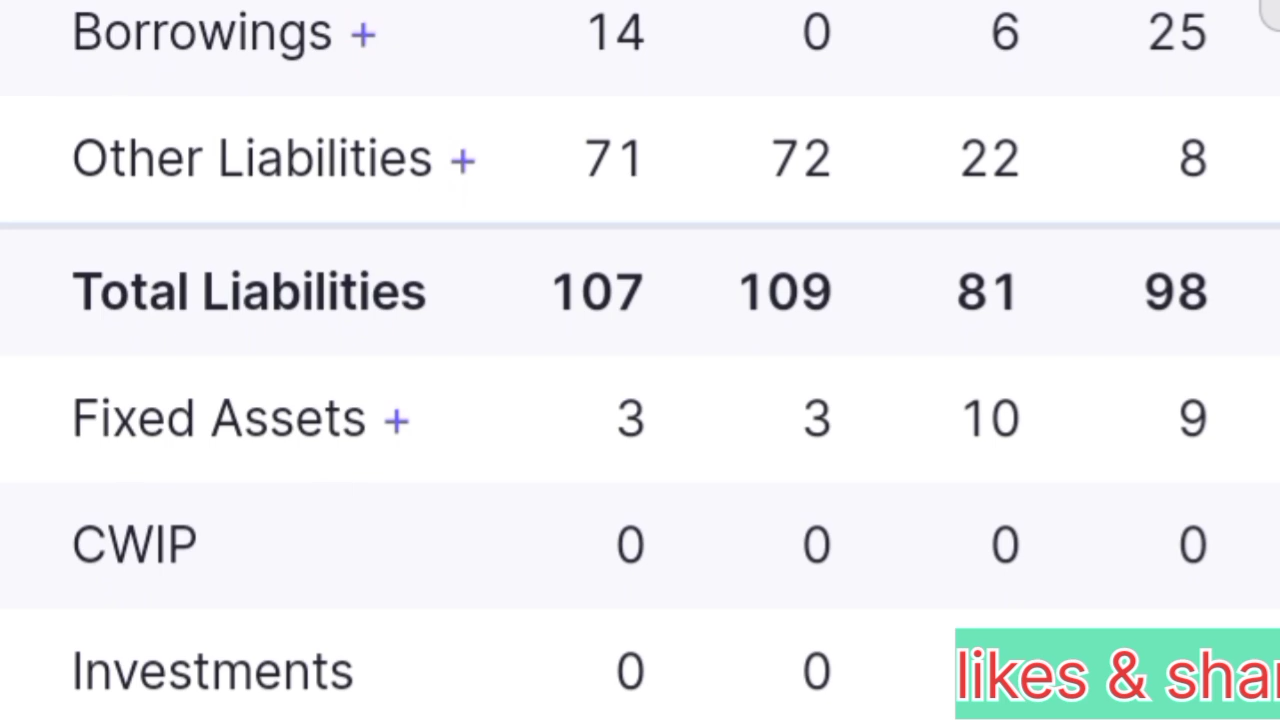 Borrowings + 14 0 6 25
Other Liabilities + 71 72 22 8
Total Liabilities 107 109 81 98
Fixed Assets + 3 3 10 9
CWIP 0 0 0 0
Investments 0 0
likes &